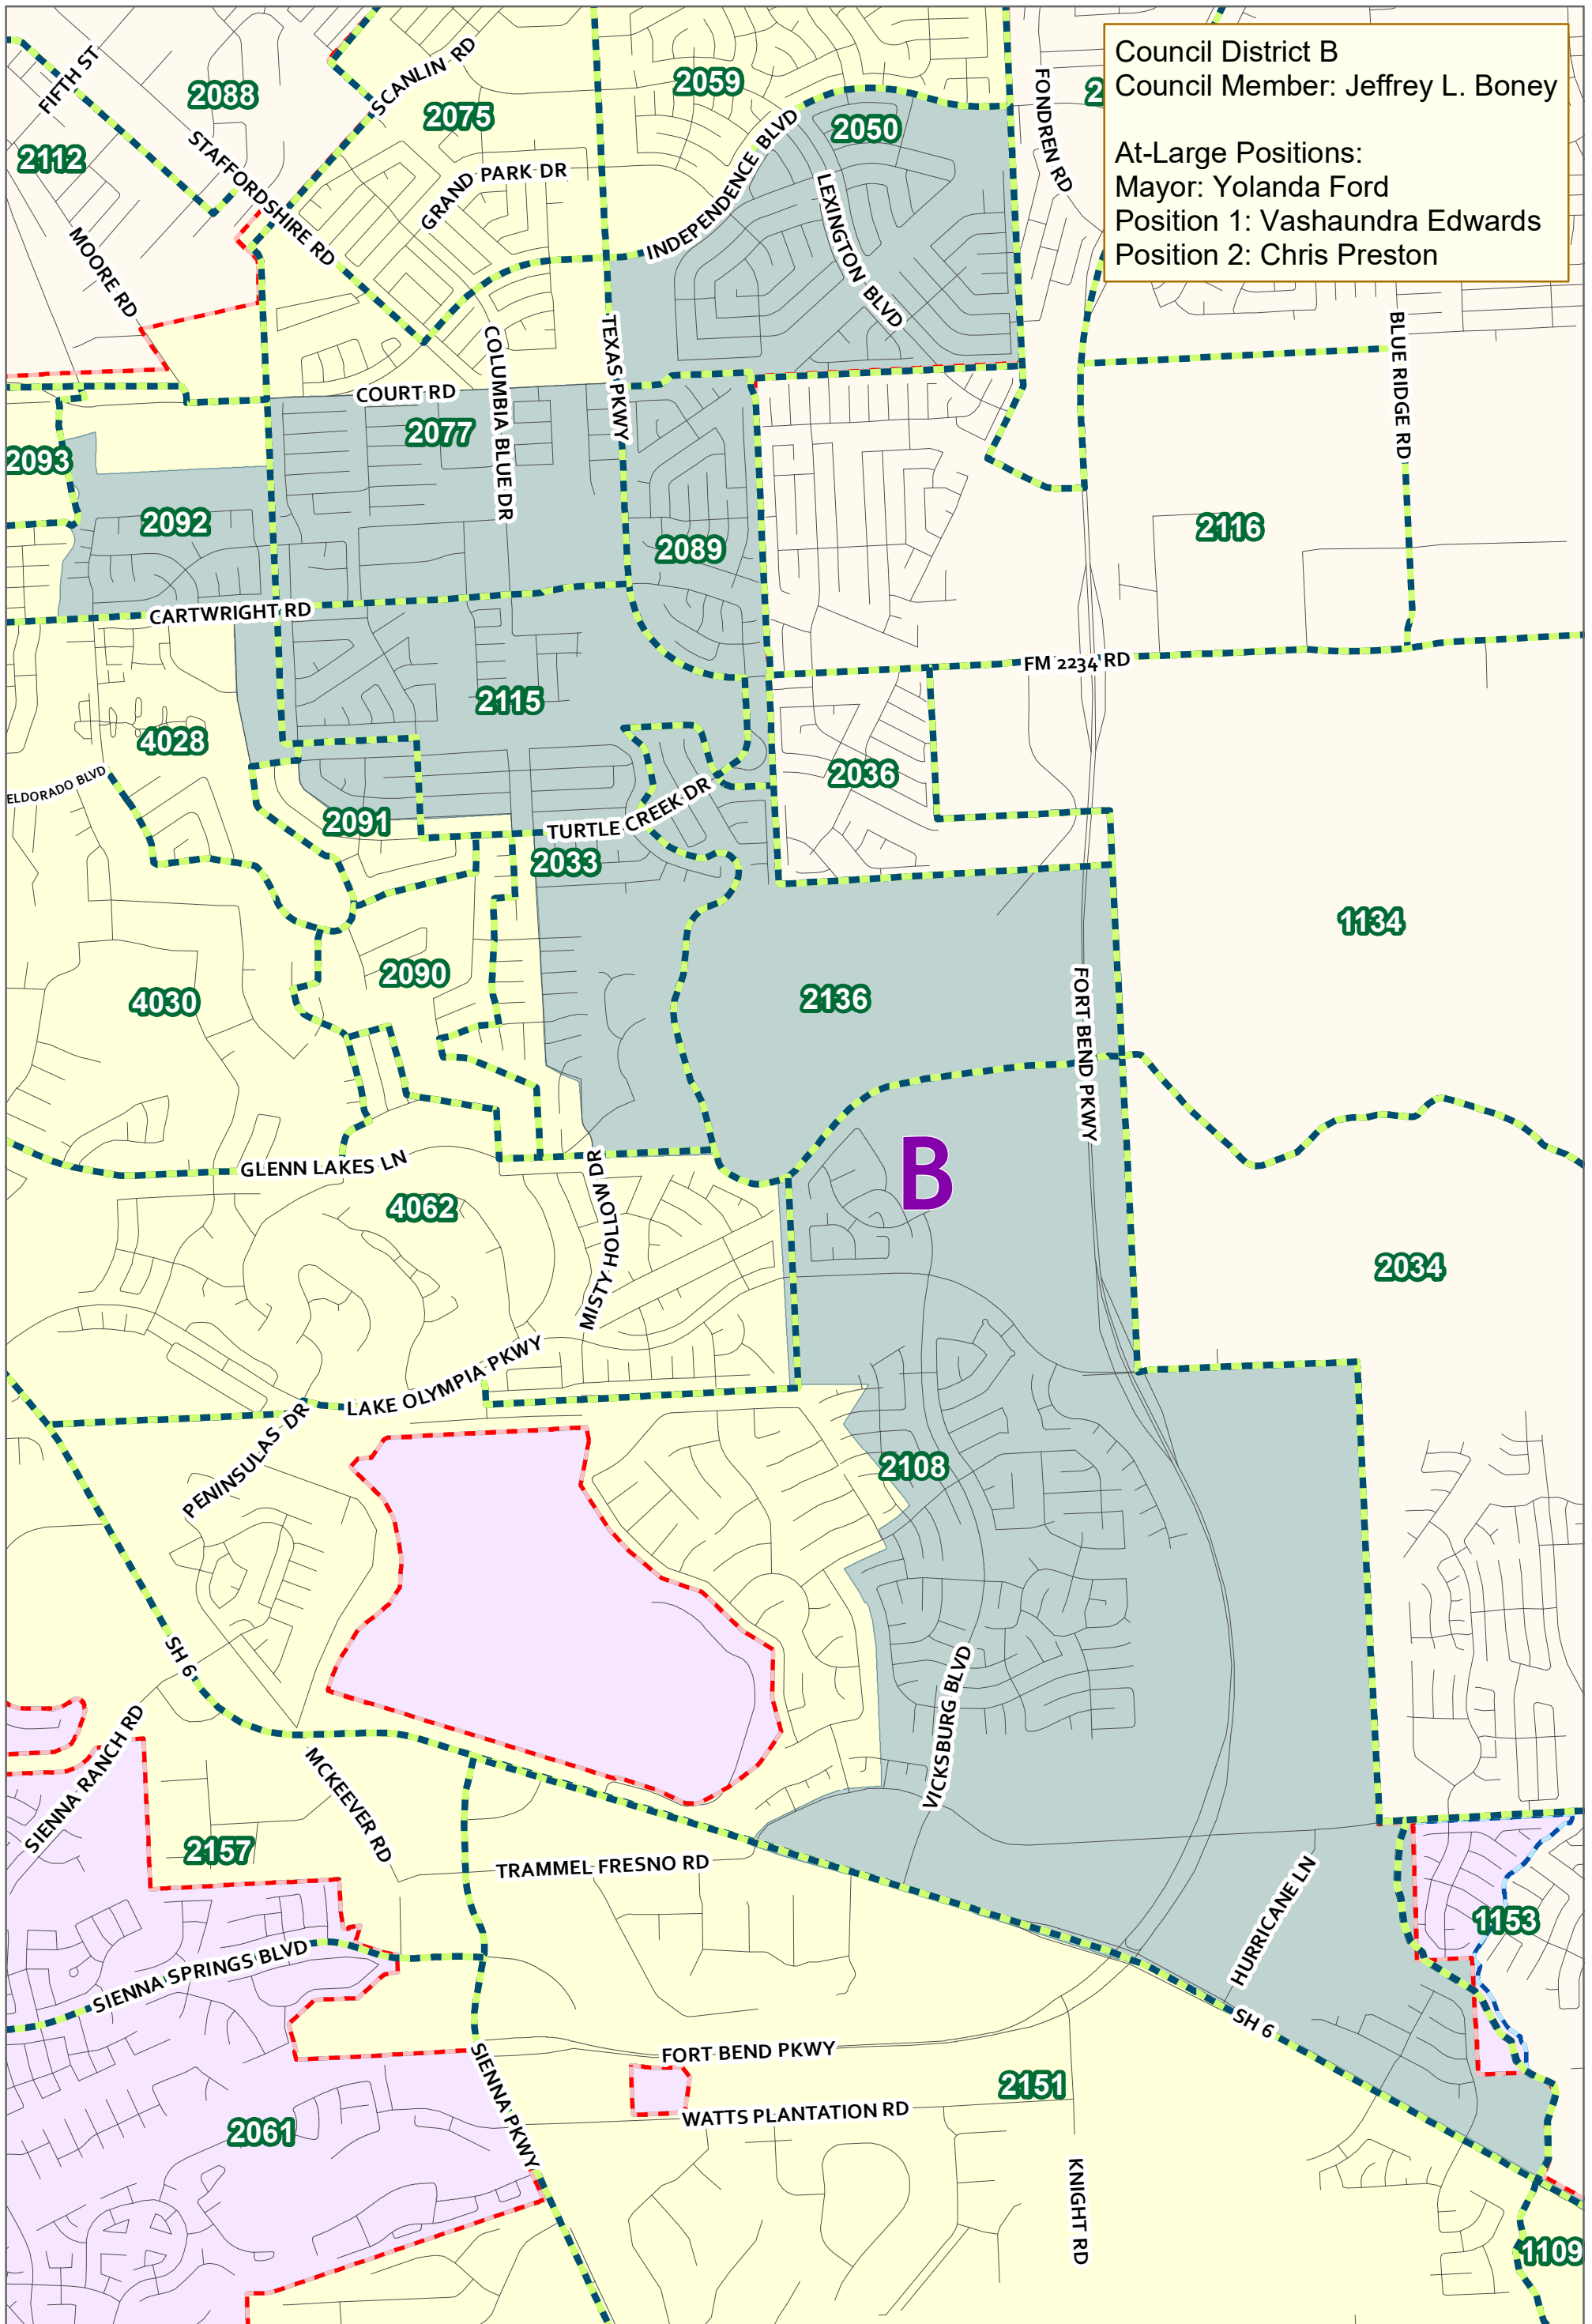 Council District B
Council Member: Jeffrey L. Boney
At-Large Positions:
Mayor: Yolanda Ford
Position 1: Vashaundra Edwards
Position 2: Chris Preston
FIFTH ST
2088
SCANLIN RD
2075
2059
2050
FONDREN RD
2112
STAFFORDSHIRE RD
GRAND PARK DR
INDEPENDENCE BLVD
LEXINGTON BLVD
MOORE RD
COLUMBIA BLUE DR
TEXAS PKWY
BLUE RIDGE RD
COURT RD
2077
2093
2092
2089
2116
CARTWRIGHT RD
FM 2234 RD
2115
4028
2036
ELDORADO BLVD
2091
TURTLE CREEK DR
2033
1134
2090
4030
2136
FORT BEND PKWY
B
GLENN LAKES LN
MISTY HOLLOW DR
4062
2034
LAKE OLYMPIA PKWY
PENINSULAS DR
2108
SH 6
VICKSBURG BLVD
SIENNA RANCH RD
MCKEEVER RD
2157
TRAMMEL FRESNO RD
HURRICANE LN
1153
SIENNA SPRINGS BLVD
SH 6
FORT BEND PKWY
SIENNA PKWY
2151
2061
WATTS PLANTATION RD
KNIGHT RD
1109